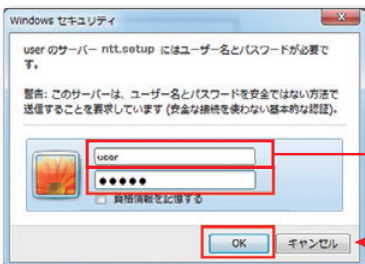 Windows セキュリティ
user のサーバー ntt.setup にはユーザー名とパスワードが必要で
す。
警告: このサーバーは、ユーザー名とパスワードを安全ではない方法で
送信することを要求しています (安全な接続を使わない基本的な認証)。
user
●●●●●
資格情報を記憶する
OK キャンセル